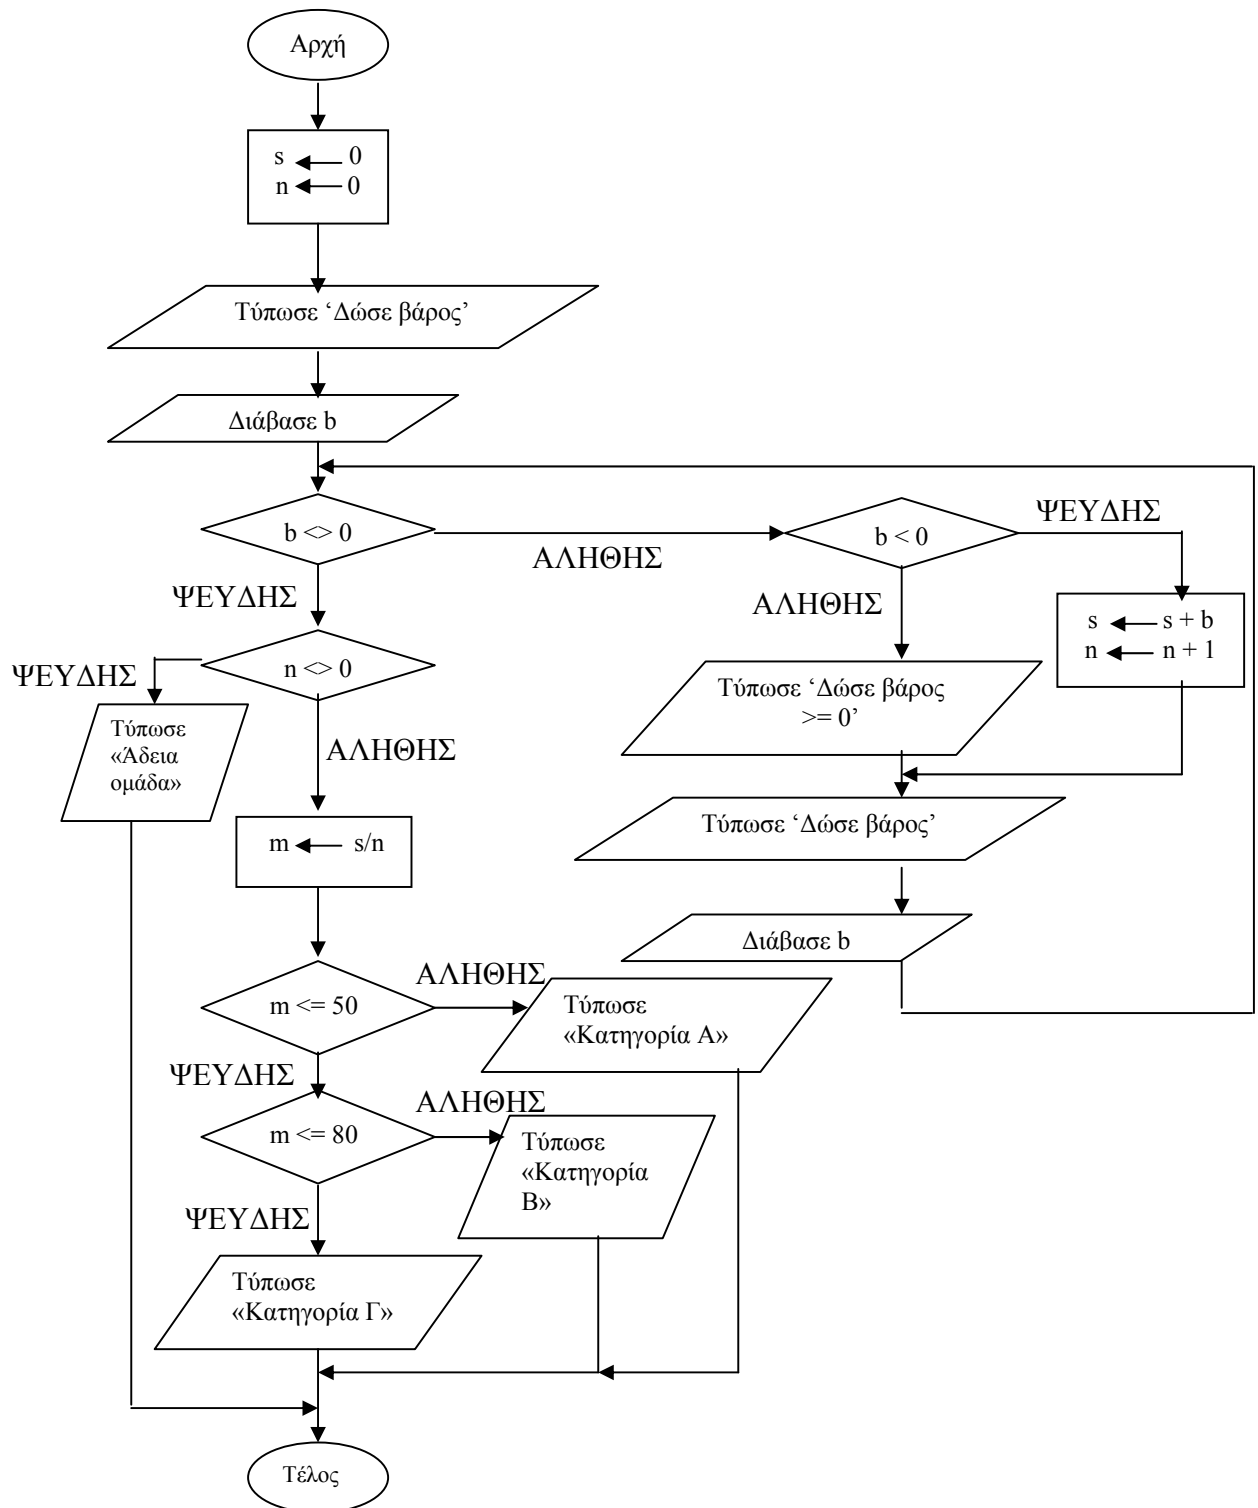 Αρχή
s ← 0
n ← 0
Τύπωσε ‘Δώσε βάρος’
Διάβασε b
b <> 0
ΑΛΗΘΗΣ
b < 0
ΨΕΥΔΗΣ
ΨΕΥΔΗΣ
ΑΛΗΘΗΣ
s ← s + b
n ← n + 1
n <> 0
ΨΕΥΔΗΣ
Τύπωσε
«Άδεια
ομάδα»
ΑΛΗΘΗΣ
Τύπωσε ‘Δώσε βάρος
>= 0’
Τύπωσε ‘Δώσε βάρος’
Διάβασε b
m ← s/n
m <= 50
ΑΛΗΘΗΣ
Τύπωσε
«Κατηγορία Α»
ΨΕΥΔΗΣ
m <= 80
ΑΛΗΘΗΣ
Τύπωσε
«Κατηγορία
Β»
ΨΕΥΔΗΣ
Τύπωσε
«Κατηγορία Γ»
Τέλος